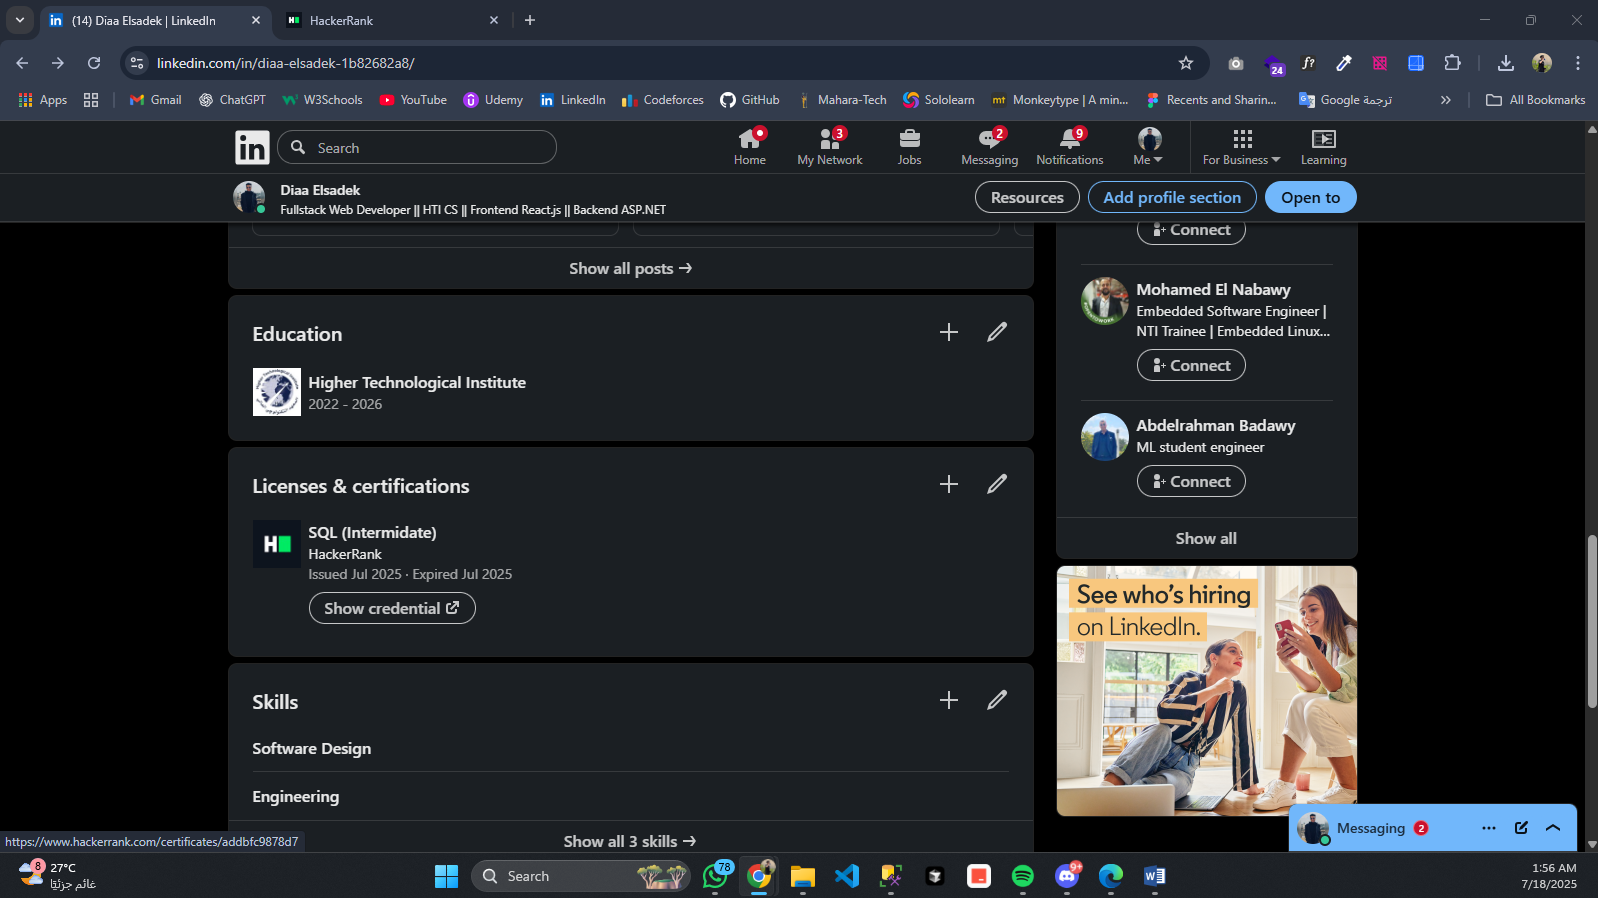 (14) Diaa Elsadek | LinkedIn
HackerRank
linkedin.com/in/diaa-elsadek-1b82682a8/
24
f?
Apps
Gmail
ChatGPT
W3Schools
YouTube
Udemy
LinkedIn
Codeforces
GitHub
Mahara-Tech
Sololearn
mt
Monkeytype | A min...
Recents and Sharin...
Google ترجمة
All Bookmarks
in
Search
Home
3
My Network
Jobs
2
Messaging
9
Notifications
Me
For Business
Learning
Diaa Elsadek
Fullstack Web Developer || HTI CS || Frontend React.js || Backend ASP.NET
Resources
Add profile section
Open to
Show all posts →
Education
Higher Technological Institute
2022 - 2026
Licenses & certifications
H
SQL (Intermidate)
HackerRank
Issued Jul 2025 · Expired Jul 2025
Show credential
Skills
Software Design
Engineering
Show all 3 skills →
Connect
Mohamed El Nabawy
Embedded Software Engineer |
NTI Trainee | Embedded Linux...
Connect
Abdelrahman Badawy
ML student engineer
Connect
Show all
See who's hiring
on LinkedIn.
Messaging
2
https://www.hackerrank.com/certificates/addbfc9878d7
8
27°C
غائم جزئيًا
Search
78
9+
1:56 AM
7/18/2025